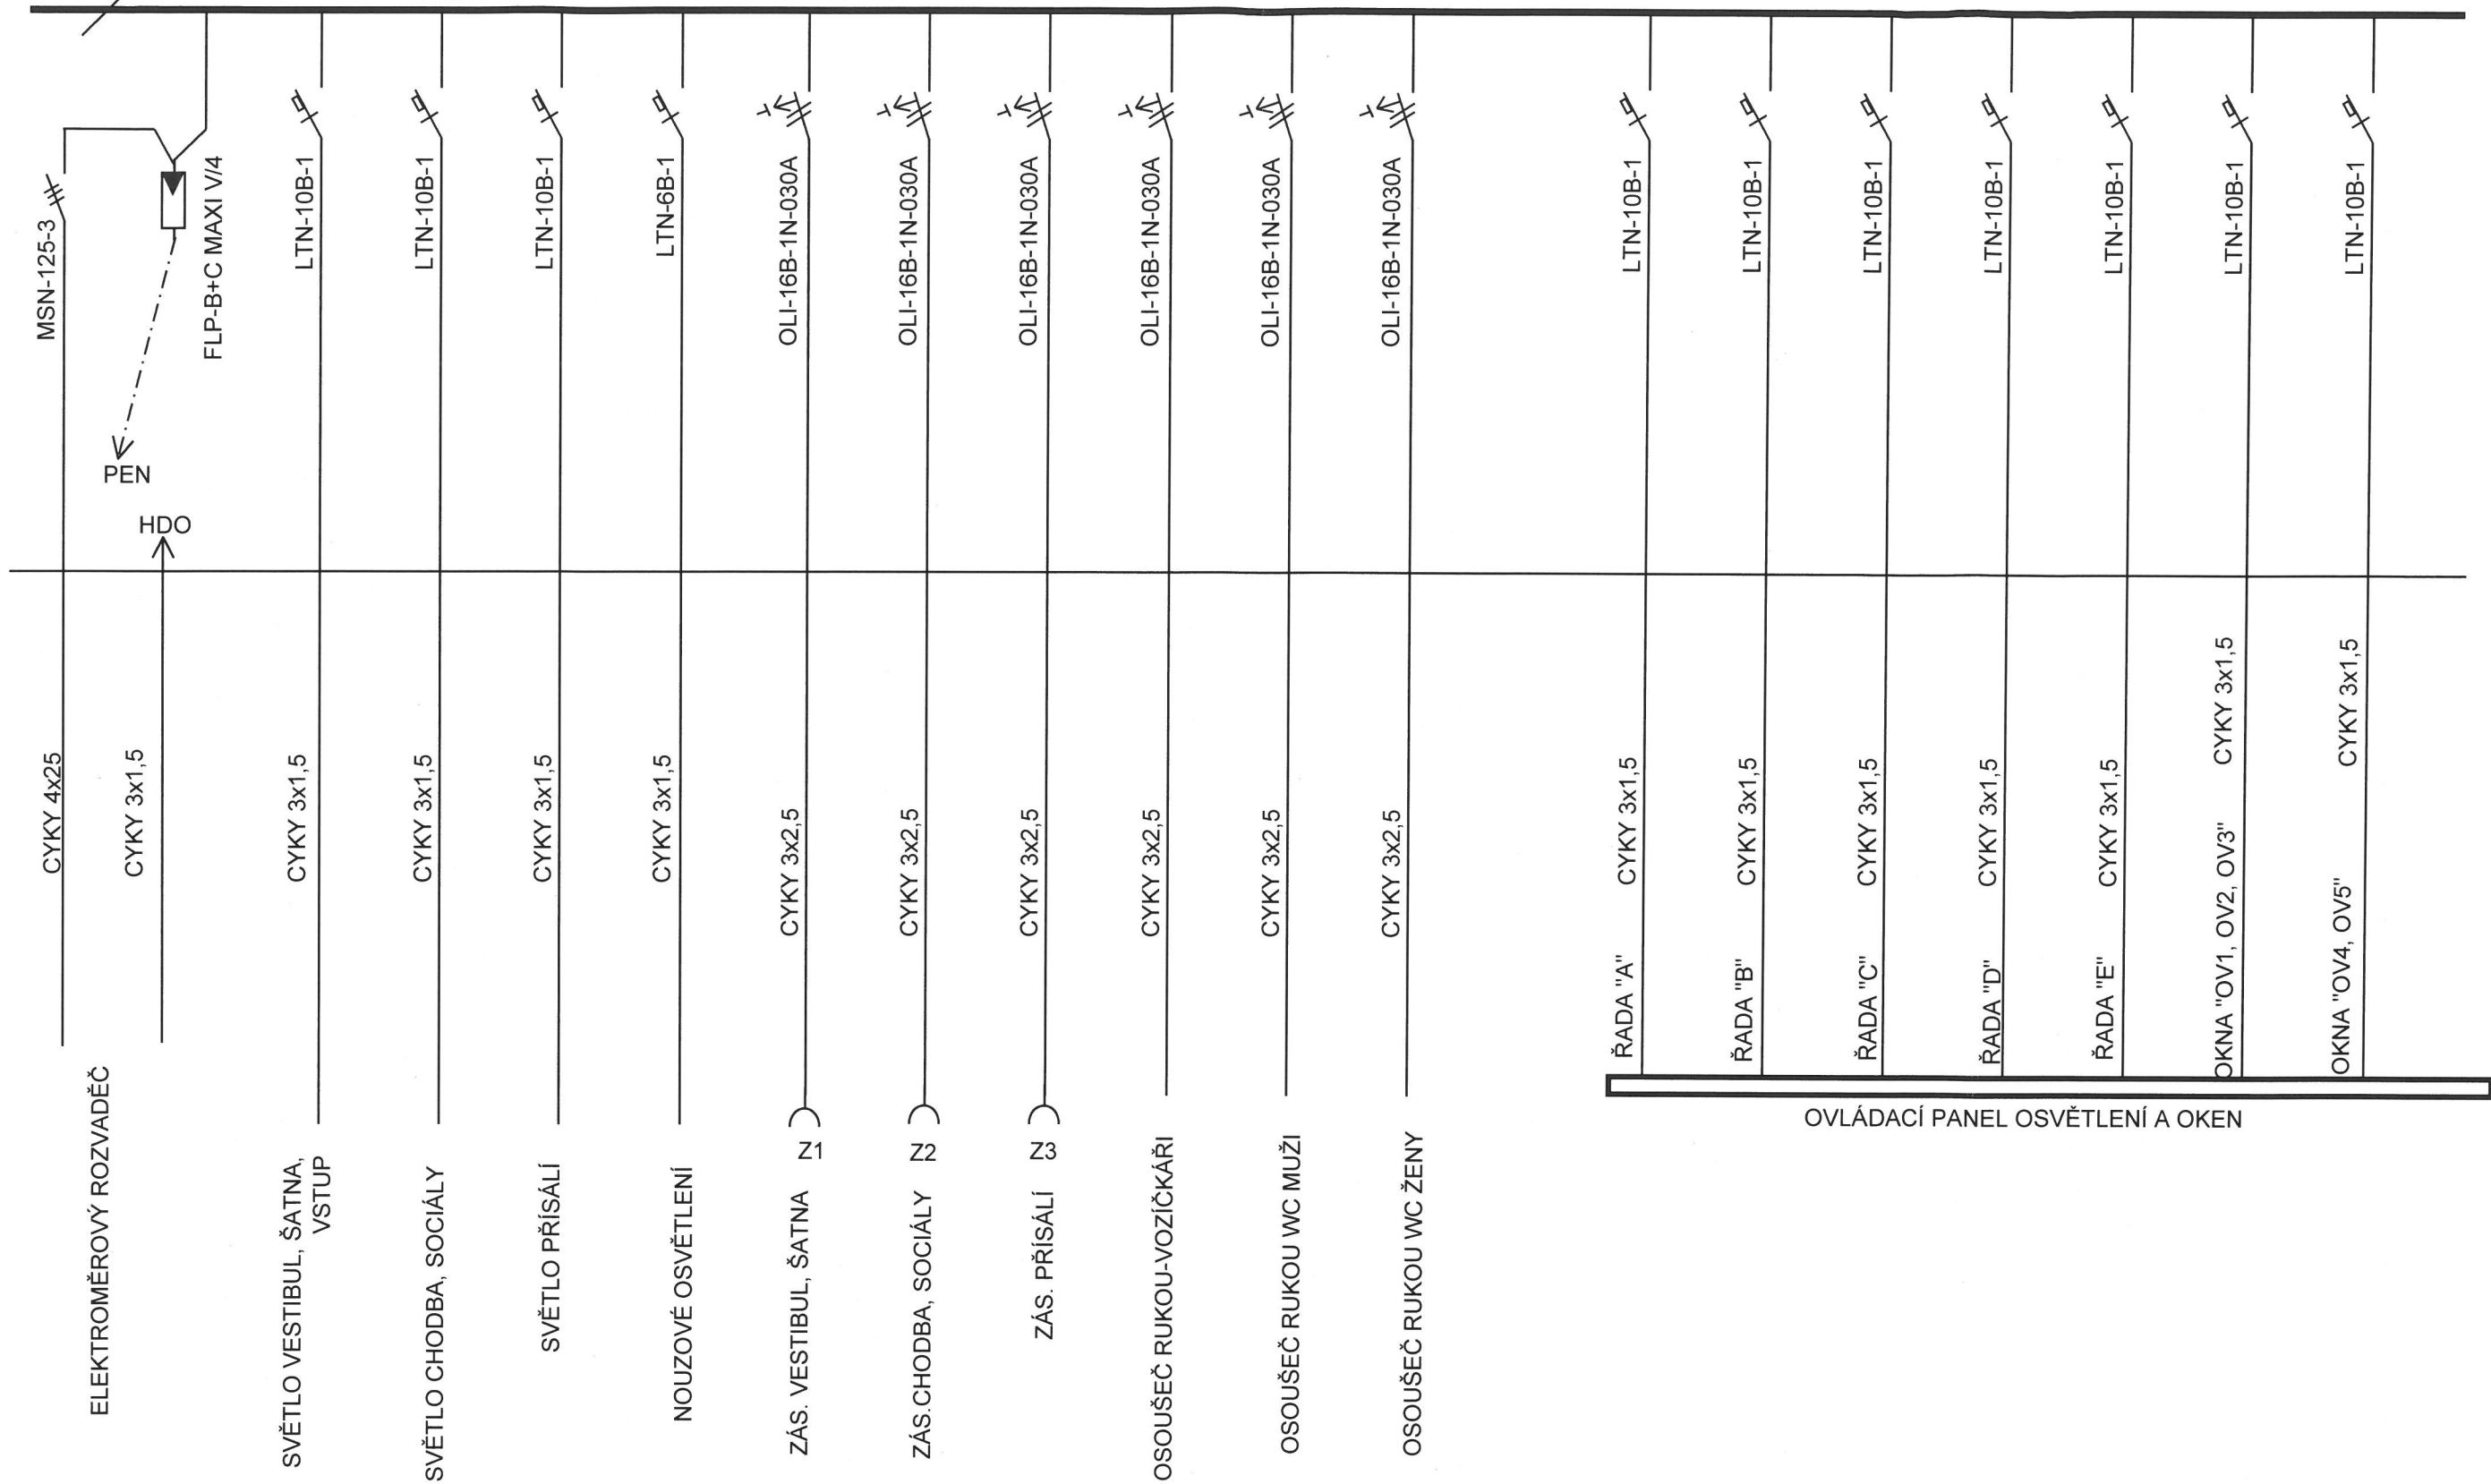 MSN-125-3
FLP-B+C MAXI V/4
LTN-10B-1
LTN-10B-1
LTN-10B-1
LTN-6B-1
OLI-16B-1N-030A
OLI-16B-1N-030A
OLI-16B-1N-030A
OLI-16B-1N-030A
OLI-16B-1N-030A
OLI-16B-1N-030A
LTN-10B-1
LTN-10B-1
LTN-10B-1
LTN-10B-1
LTN-10B-1
LTN-10B-1
LTN-10B-1
PEN
HDO
CYKY 4x25
CYKY 3x1,5
CYKY 3x1,5
CYKY 3x1,5
CYKY 3x1,5
CYKY 3x1,5
CYKY 3x2,5
CYKY 3x2,5
CYKY 3x2,5
CYKY 3x2,5
CYKY 3x2,5
CYKY 3x2,5
ŘADA "A" CYKY 3x1,5
ŘADA "B" CYKY 3x1,5
ŘADA "C" CYKY 3x1,5
ŘADA "D" CYKY 3x1,5
ŘADA "E" CYKY 3x1,5
OKNA "OV1, OV2, OV3" CYKY 3x1,5
OKNA "OV4, OV5" CYKY 3x1,5
OVLÁDACÍ PANEL OSVĚTLENÍ A OKEN
ELEKTROMĚROVÝ ROZVADĚČ
SVĚTLO VESTIBUL, ŠATNA,
VSTUP
SVĚTLO CHODBA, SOCIÁLY
SVĚTLO PŘÍSÁLÍ
NOUZOVÉ OSVĚTLENÍ
Z1
ZÁS. VESTIBUL, ŠATNA
Z2
ZÁS.CHODBA, SOCIÁLY
Z3
ZÁS. PŘÍSÁLÍ
OSOUŠEČ RUKOU-VOZÍČKÁŘI
OSOUŠEČ RUKOU WC MUŽI
OSOUŠEČ RUKOU WC ŽENY